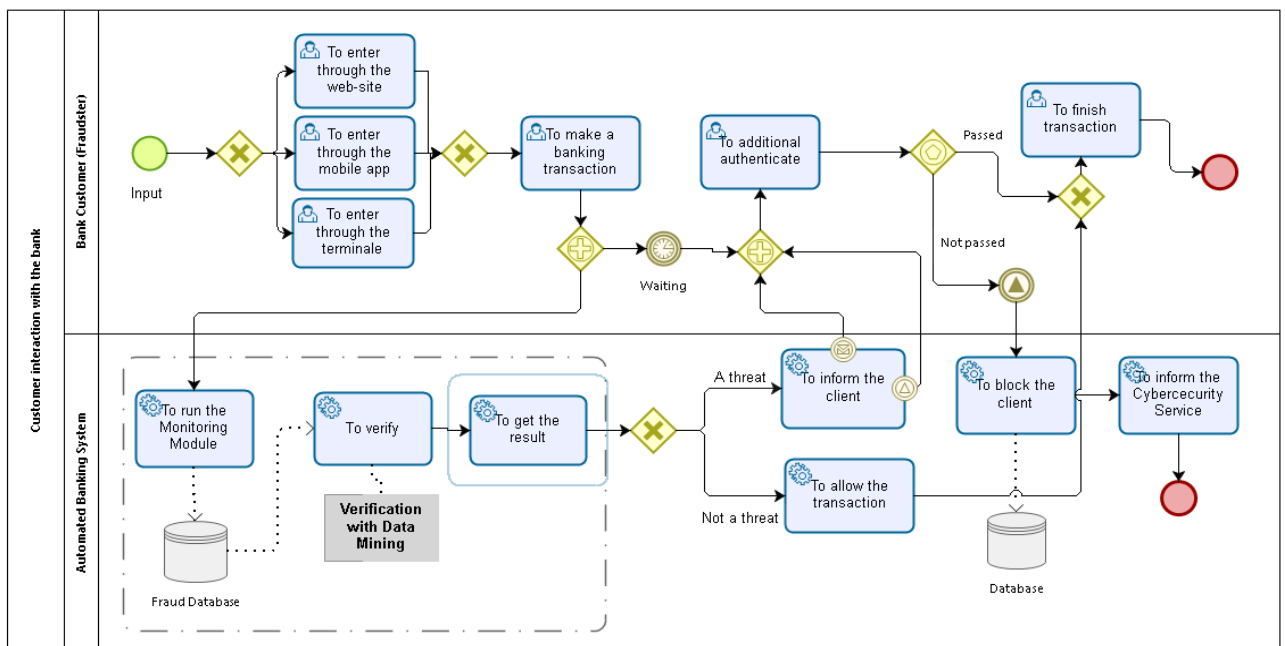 Customer interaction with the bank
Bank Customer (Fraudster)
Input
To enter
through the
web-site
To enter
through the
mobile app
To enter
through the
terminale
To make a
banking
transaction
Waiting
To additional
authenticate
Passed
Not passed
To finish
transaction
Automated Banking System
To run the
Monitoring
Module
Fraud Database
To verify
Verification
with Data
Mining
To get the
result
A threat
Not a threat
To inform the
client
To allow the
transaction
To block the
client
Database
To inform the
Cybercecurity
Service